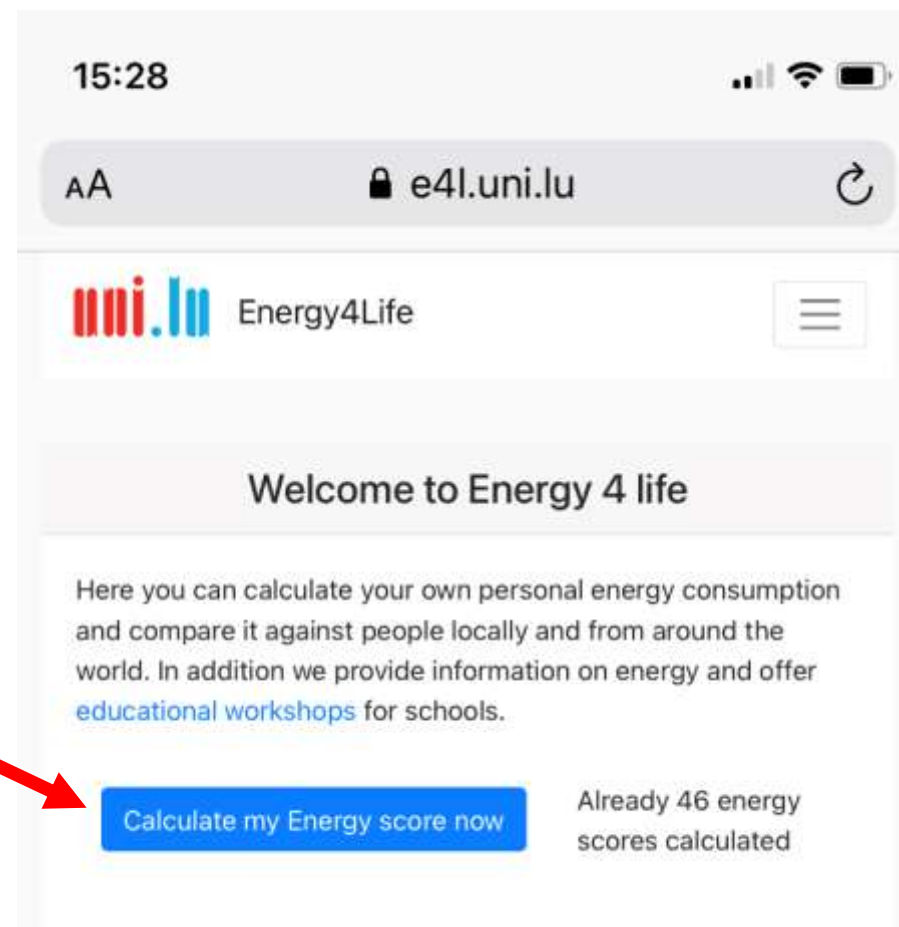 15:28
AA e4l.uni.lu
uni.lu Energy4Life
Welcome to Energy 4 life
Here you can calculate your own personal energy consumption
and compare it against people locally and from around the
world. In addition we provide information on energy and offer
educational workshops for schools.
Calculate my Energy score now
Already 46 energy
scores calculated